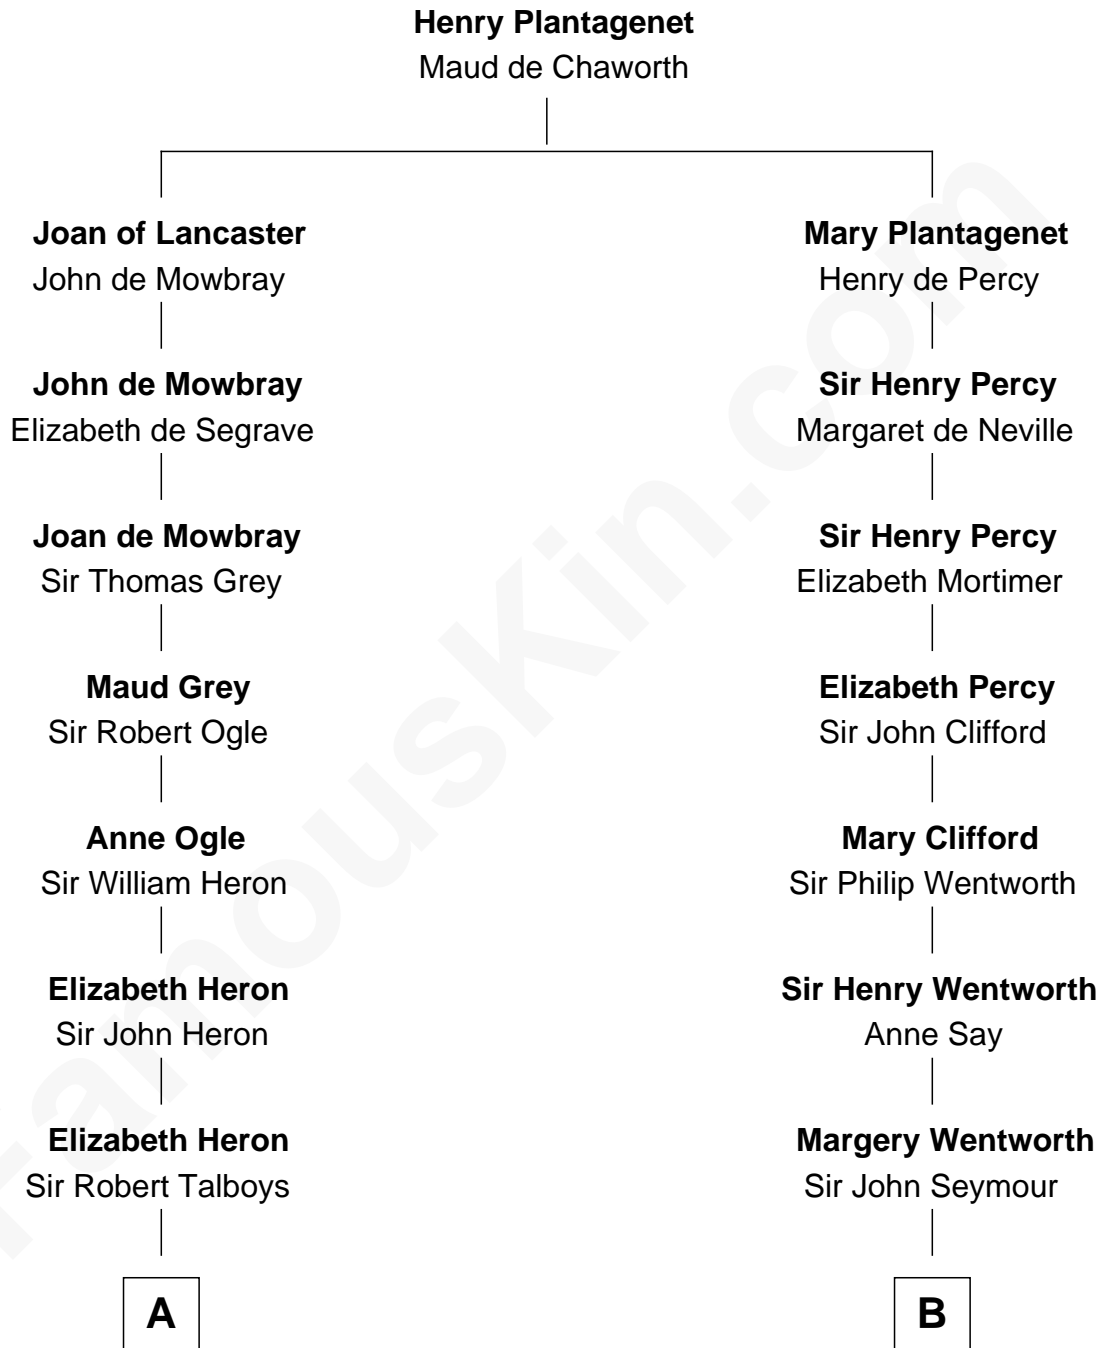 Henry Plantagenet
Maud de Chaworth
Joan of Lancaster
John de Mowbray
Mary Plantagenet
Henry de Percy
John de Mowbray
Elizabeth de Segrave
Sir Henry Percy
Margaret de Neville
Joan de Mowbray
Sir Thomas Grey
Sir Henry Percy
Elizabeth Mortimer
Maud Grey
Sir Robert Ogle
Elizabeth Percy
Sir John Clifford
Anne Ogle
Sir William Heron
Mary Clifford
Sir Philip Wentworth
Elizabeth Heron
Sir John Heron
Sir Henry Wentworth
Anne Say
Elizabeth Heron
Sir Robert Talboys
Margery Wentworth
Sir John Seymour
A
B
FamousKin.com